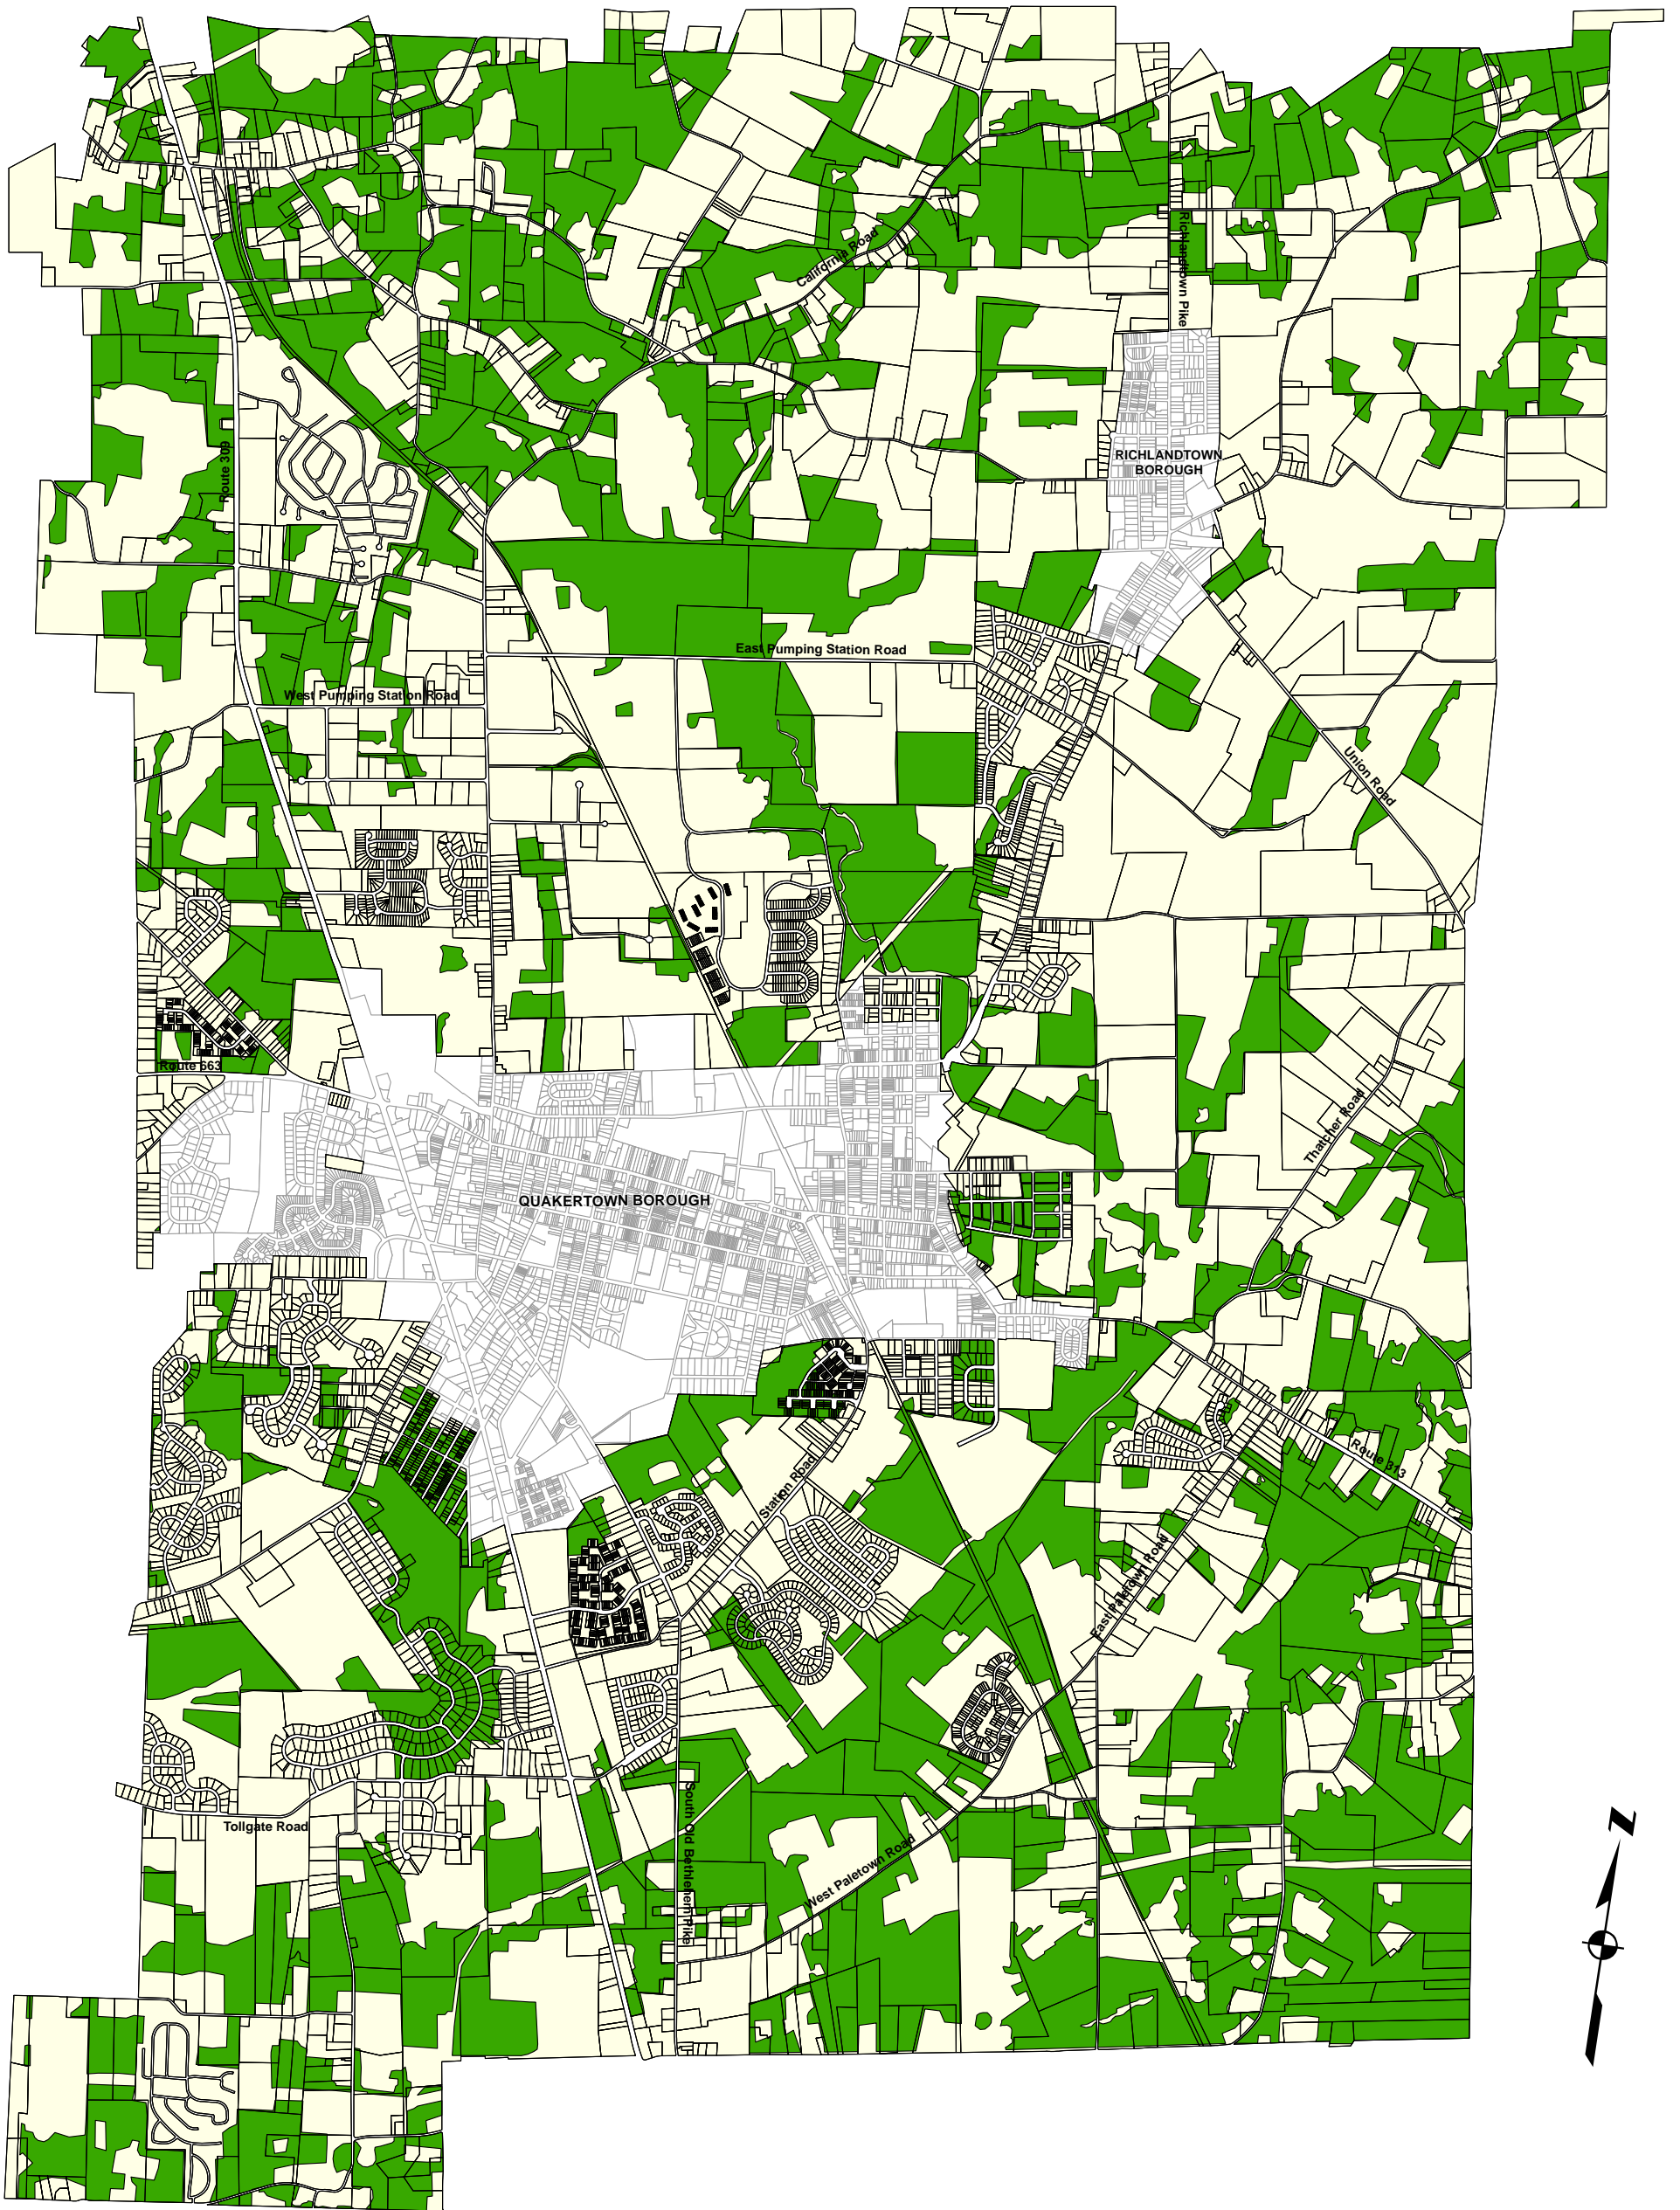 California Road
Richlandtown Pike
Route 309
RICHLANDTOWN
BOROUGH
East Pumping Station Road
West Pumping Station Road
Union Road
Route 663
Thatcher Road
QUAKERTOWN BOROUGH
Route 313
Station Road
East Paletown Road
South Old Bethlehem Pike
Tollgate Road
West Paletown Road
N